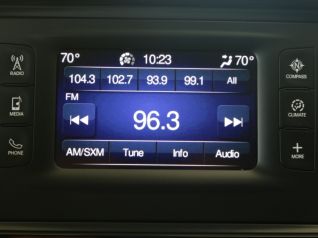 70° 10:23 70°
RADIO
COMPASS
104.3 102.7 93.9 99.1 All
FM
MEDIA
96.3
CLIMATE
PHONE
AM/SXM Tune Info Audio
+
MORE